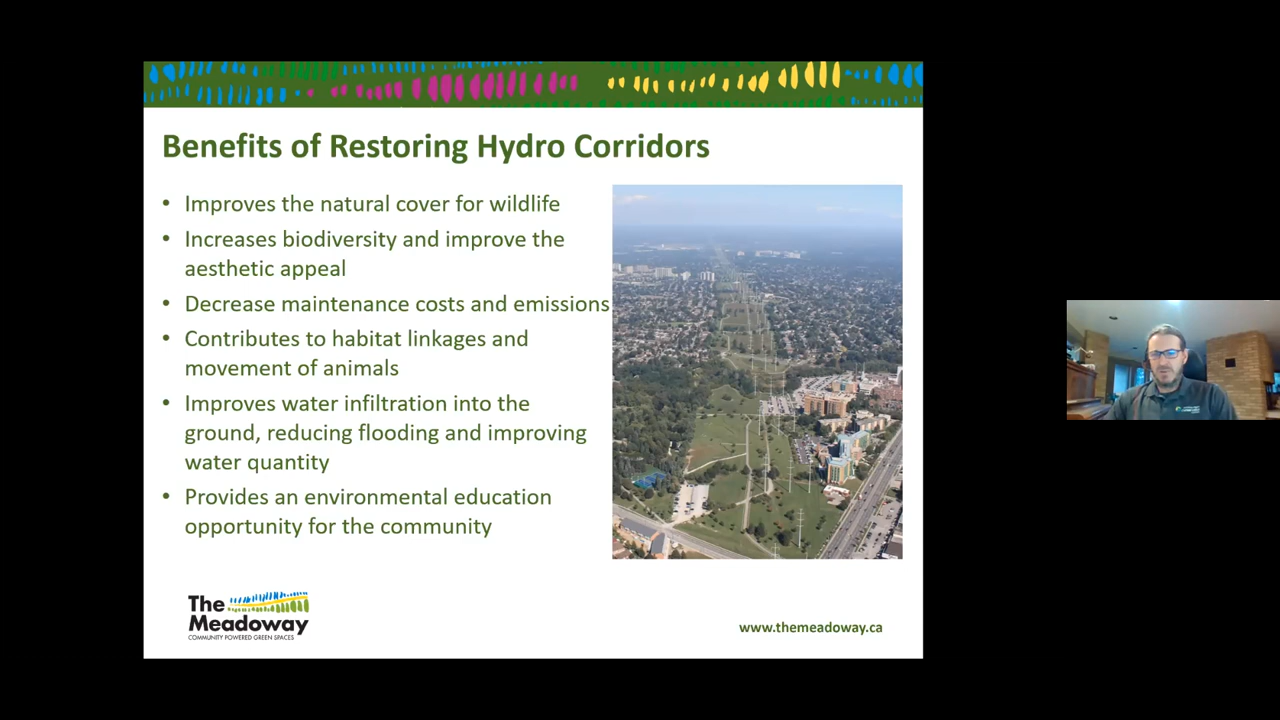 Benefits of Restoring Hydro Corridors
• Improves the natural cover for wildlife
• Increases biodiversity and improve the
aesthetic appeal
• Decrease maintenance costs and emissions
• Contributes to habitat linkages and
movement of animals
• Improves water infiltration into the
ground, reducing flooding and improving
water quantity
• Provides an environmental education
opportunity for the community
The
Meadoway
COMMUNITY POWERED GREEN SPACES
www.themeadoway.ca